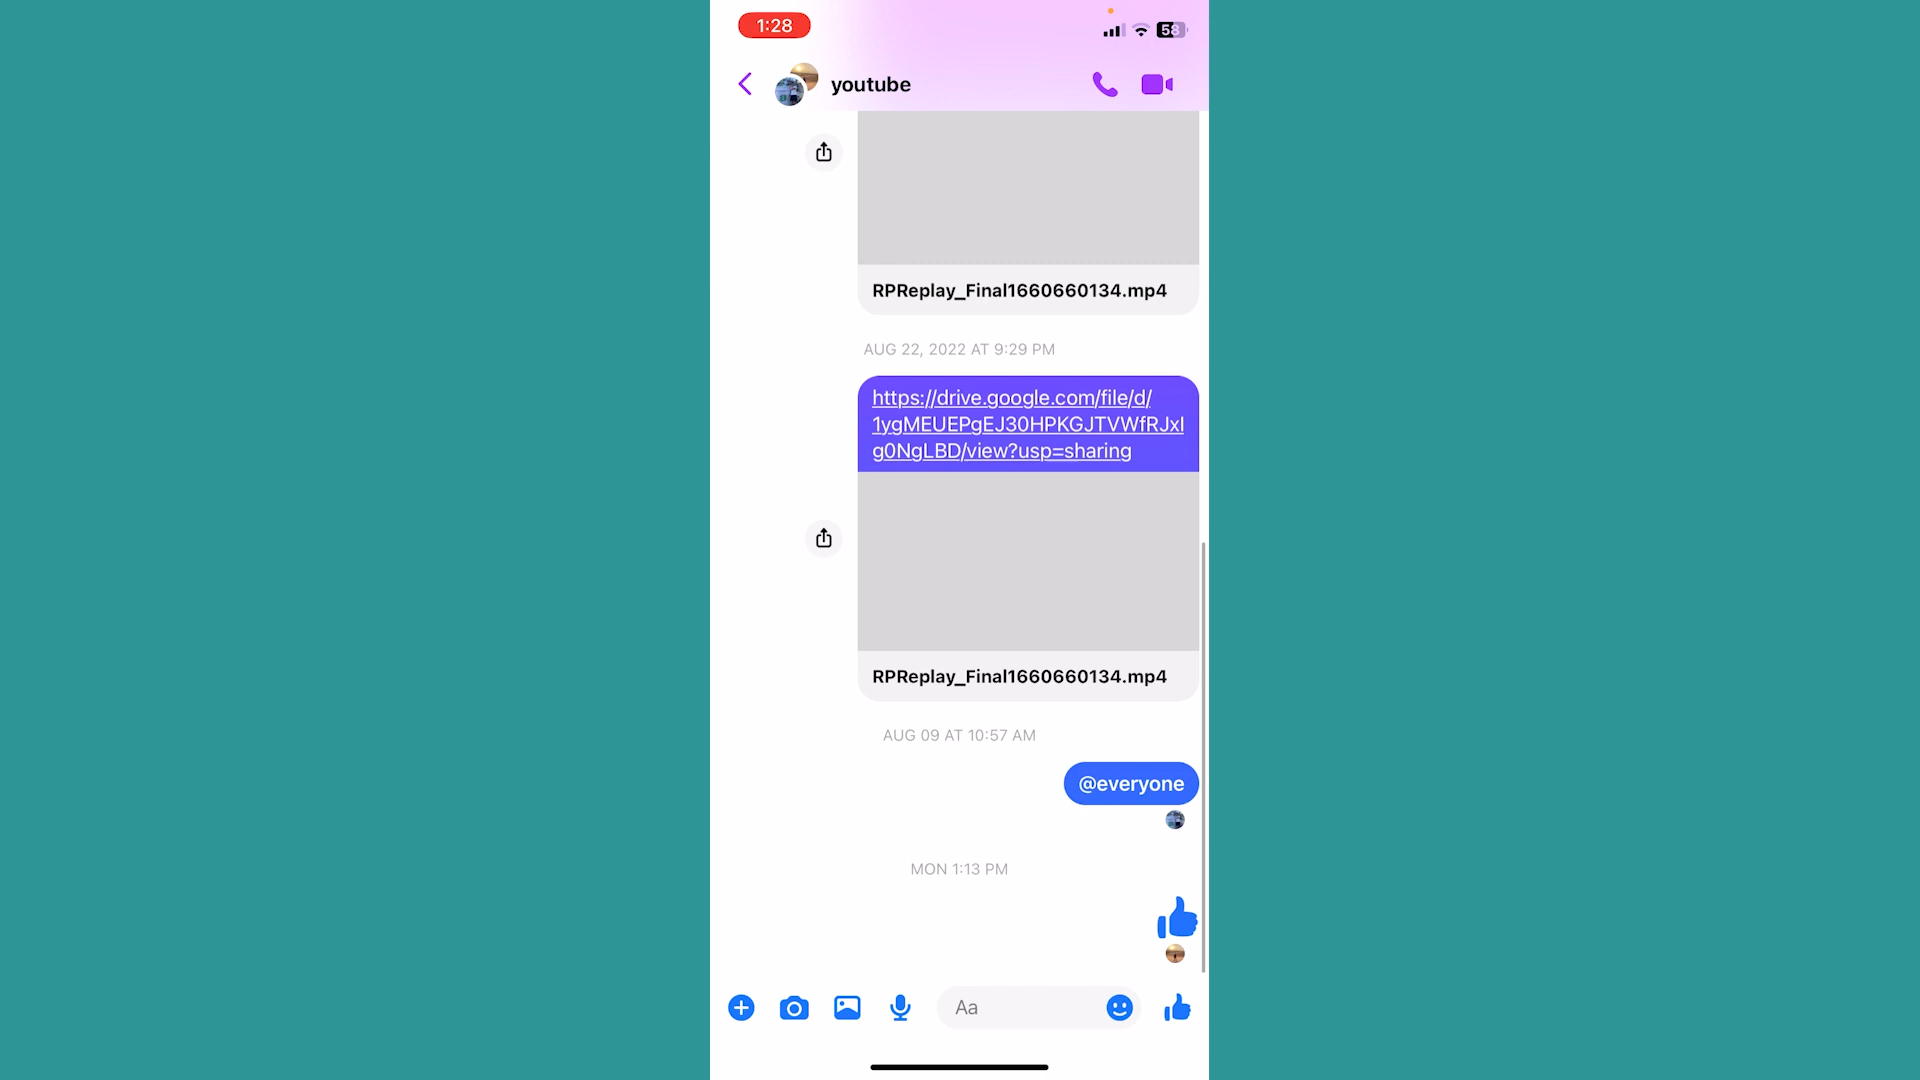 1:28
58
youtube
RPReplay_Final1660660134.mp4
AUG 22, 2022 AT 9:29 PM
https://drive.google.com/file/d/
1ygMEUEPgEJ30HPKGJTVWfRJxI
g0NgLBD/view?usp=sharing
RPReplay_Final1660660134.mp4
AUG 09 AT 10:57 AM
@everyone
MON 1:13 PM
Aa